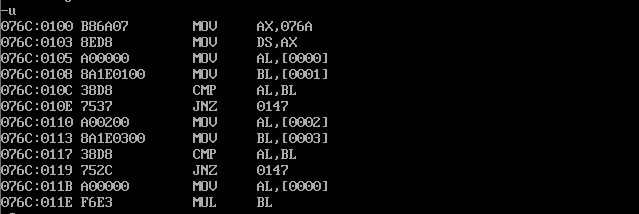 -u
076C:0100 B86A07 MOV AX,076A
076C:0103 8ED8 MOV DS,AX
076C:0105 A00000 MOV AL,[0000]
076C:0108 8A1E0100 MOV BL,[0001]
076C:010C 38D8 CMP AL,BL
076C:010E 7537 JNZ 0147
076C:0110 A00200 MOV AL,[0002]
076C:0113 8A1E0300 MOV BL,[0003]
076C:0117 38D8 CMP AL,BL
076C:0119 752C JNZ 0147
076C:011B A00000 MOV AL,[0000]
076C:011E F6E3 MUL BL